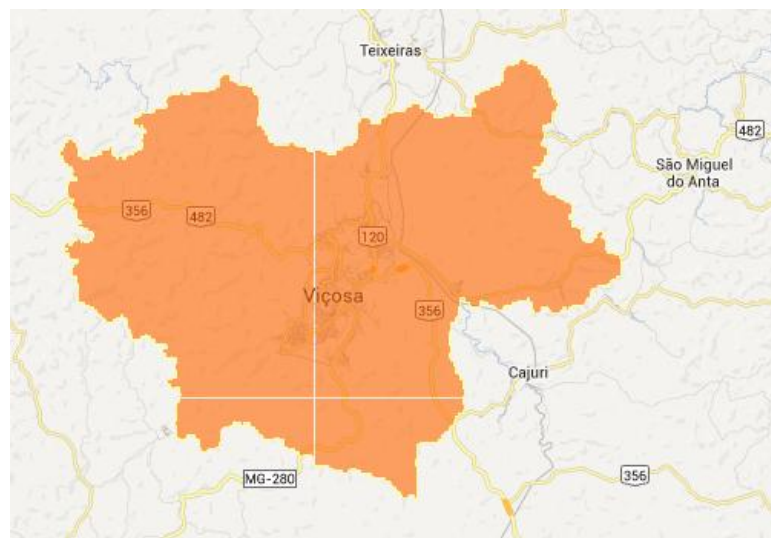 Teixeiras
482
São Miguel
do Anta
356
482
120
Viçosa
356
Cajuri
MG-280
356